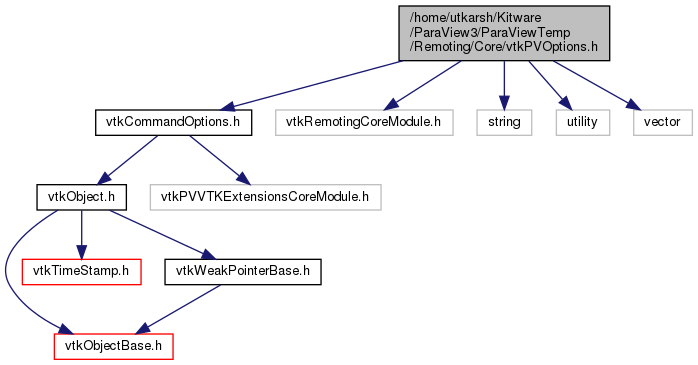 /home/utkarsh/Kitware
/ParaView3/ParaViewTemp
/Remoting/Core/vtkPVOptions.h
vtkCommandOptions.h
vtkRemotingCoreModule.h
string
utility
vector
vtkObject.h
vtkPVVTKExtensionsCoreModule.h
vtkTimeStamp.h
vtkWeakPointerBase.h
vtkObjectBase.h